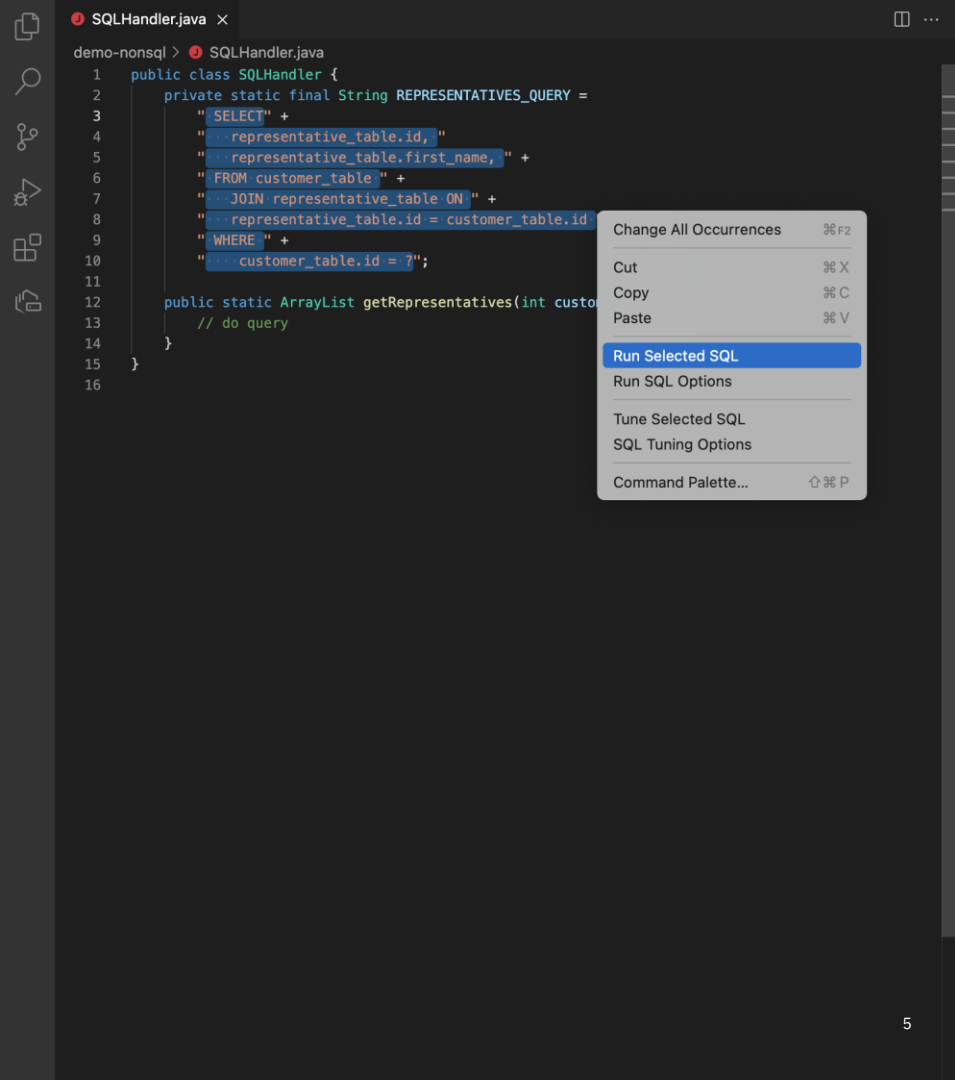 SQLHandler.java
demo-nonsql > SQLHandler.java
1 public class SQLHandler {
2 private static final String REPRESENTATIVES_QUERY =
3 " SELECT" +
4 " representative_table.id, "
5 " representative_table.first_name, " +
6 " FROM customer_table " +
7 " JOIN representative_table ON " +
8 " representative_table.id = customer_table.id
9 " WHERE " +
10 " customer_table.id = ?";
11
12 public static ArrayList getRepresentatives(int custo
13 // do query
14 }
15 }
16
Change All Occurrences ⌘F2
Cut ⌘X
Copy ⌘C
Paste ⌘V
Run Selected SQL
Run SQL Options
Tune Selected SQL
SQL Tuning Options
Command Palette... ⇧⌘P
5